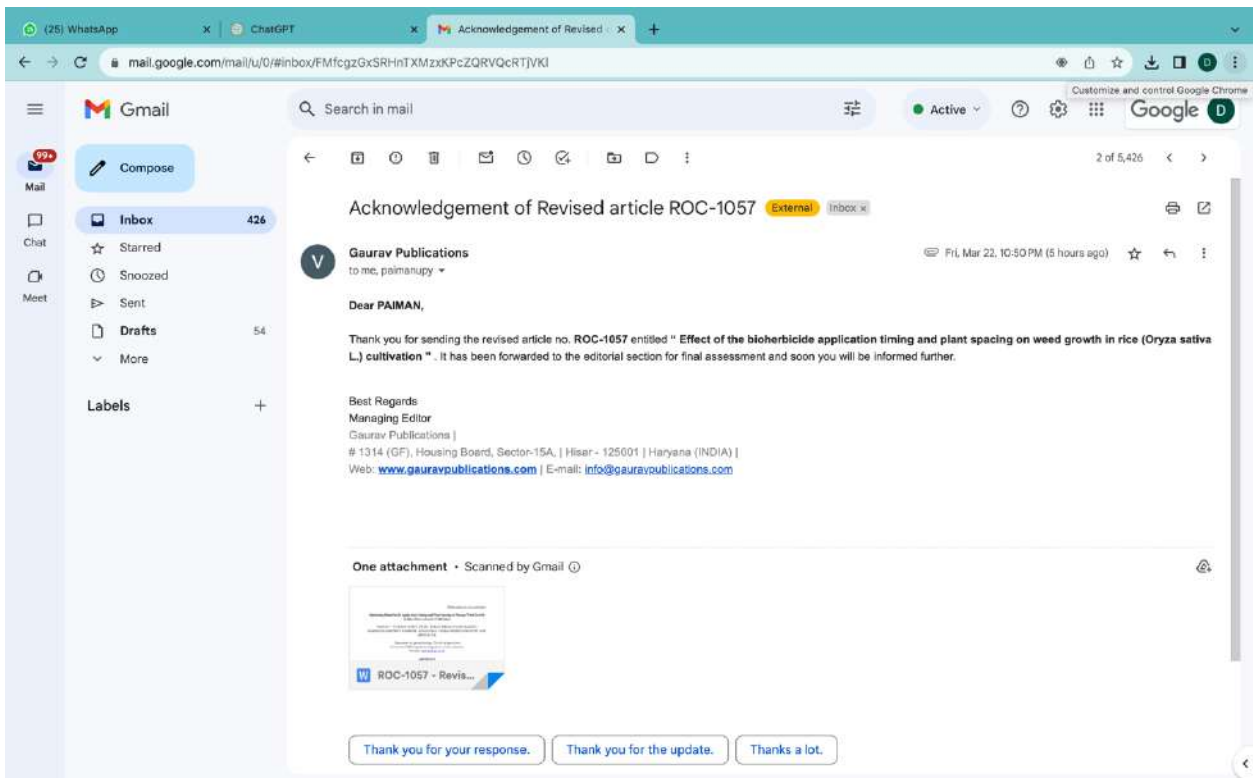 (25) WhatsApp
ChatGPT
Acknowledgement of Revised
mail.google.com/mail/u/0/#inbox/FMfcgzGxSRHnTXMzxKPcZQRVQcRTjVKl
Customize and control Google Chrome
Gmail
Search in mail
Active
Google
D
99+
Mail
Compose
2 of 5,426
Inbox 426
Acknowledgement of Revised article ROC-1057 External Inbox x
Chat
Starred
V
Gaurav Publications
Fri, Mar 22, 10:50 PM (5 hours ago)
to me, paimanupy
Snoozed
Meet
Sent
Dear PAIMAN,
Drafts 54
Thank you for sending the revised article no. ROC-1057 entitled " Effect of the bioherbicide application timing and plant spacing on weed growth in rice (Oryza sativa
L.) cultivation " . It has been forwarded to the editorial section for final assessment and soon you will be informed further.
More
Labels +
Best Regards
Managing Editor
Gaurav Publications |
# 1314 (GF), Housing Board, Sector-15A, | Hisar - 125001 | Haryana (INDIA) |
Web: www.gauravpublications.com | E-mail: info@gauravpublications.com
One attachment • Scanned by Gmail
W ROC-1057 - Revis...
Thank you for your response.
Thank you for the update.
Thanks a lot.